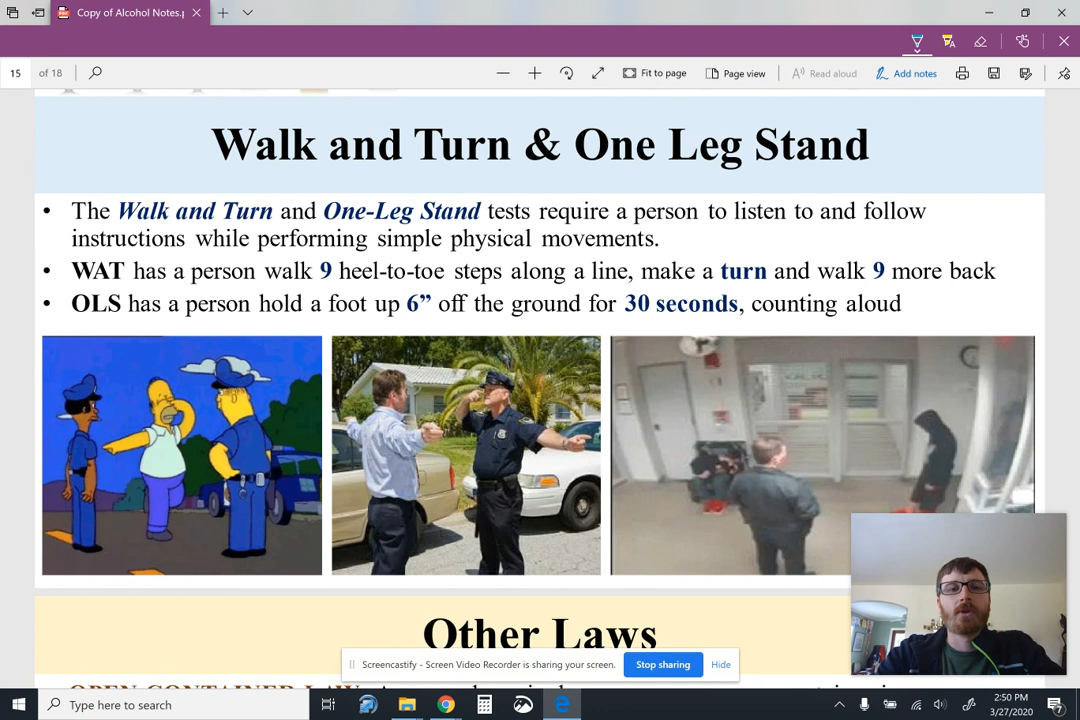 Copy of Alcohol Notes.p
15 of 18
Fit to page
Page view
Read aloud
Add notes
Walk and Turn & One Leg Stand
• The Walk and Turn and One-Leg Stand tests require a person to listen to and follow
instructions while performing simple physical movements.
• WAT has a person walk 9 heel-to-toe steps along a line, make a turn and walk 9 more back
• OLS has a person hold a foot up 6” off the ground for 30 seconds, counting aloud
Other Laws
Screencastify - Screen Video Recorder is sharing your screen.
Stop sharing
Hide
OPEN CONTAINER LAW
Type here to search
2:50 PM
3/27/2020